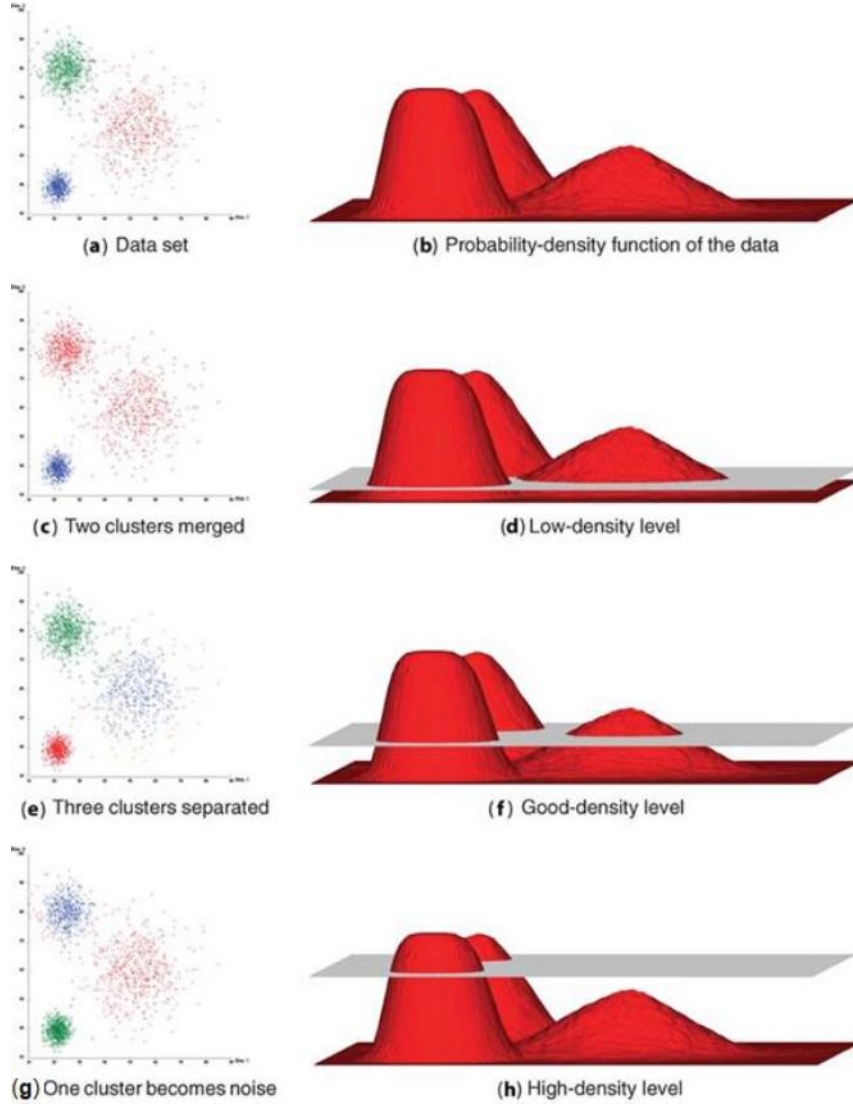 (a) Data set
(b) Probability-density function of the data
(c) Two clusters merged
(d) Low-density level
(e) Three clusters separated
(f) Good-density level
(g) One cluster becomes noise
(h) High-density level